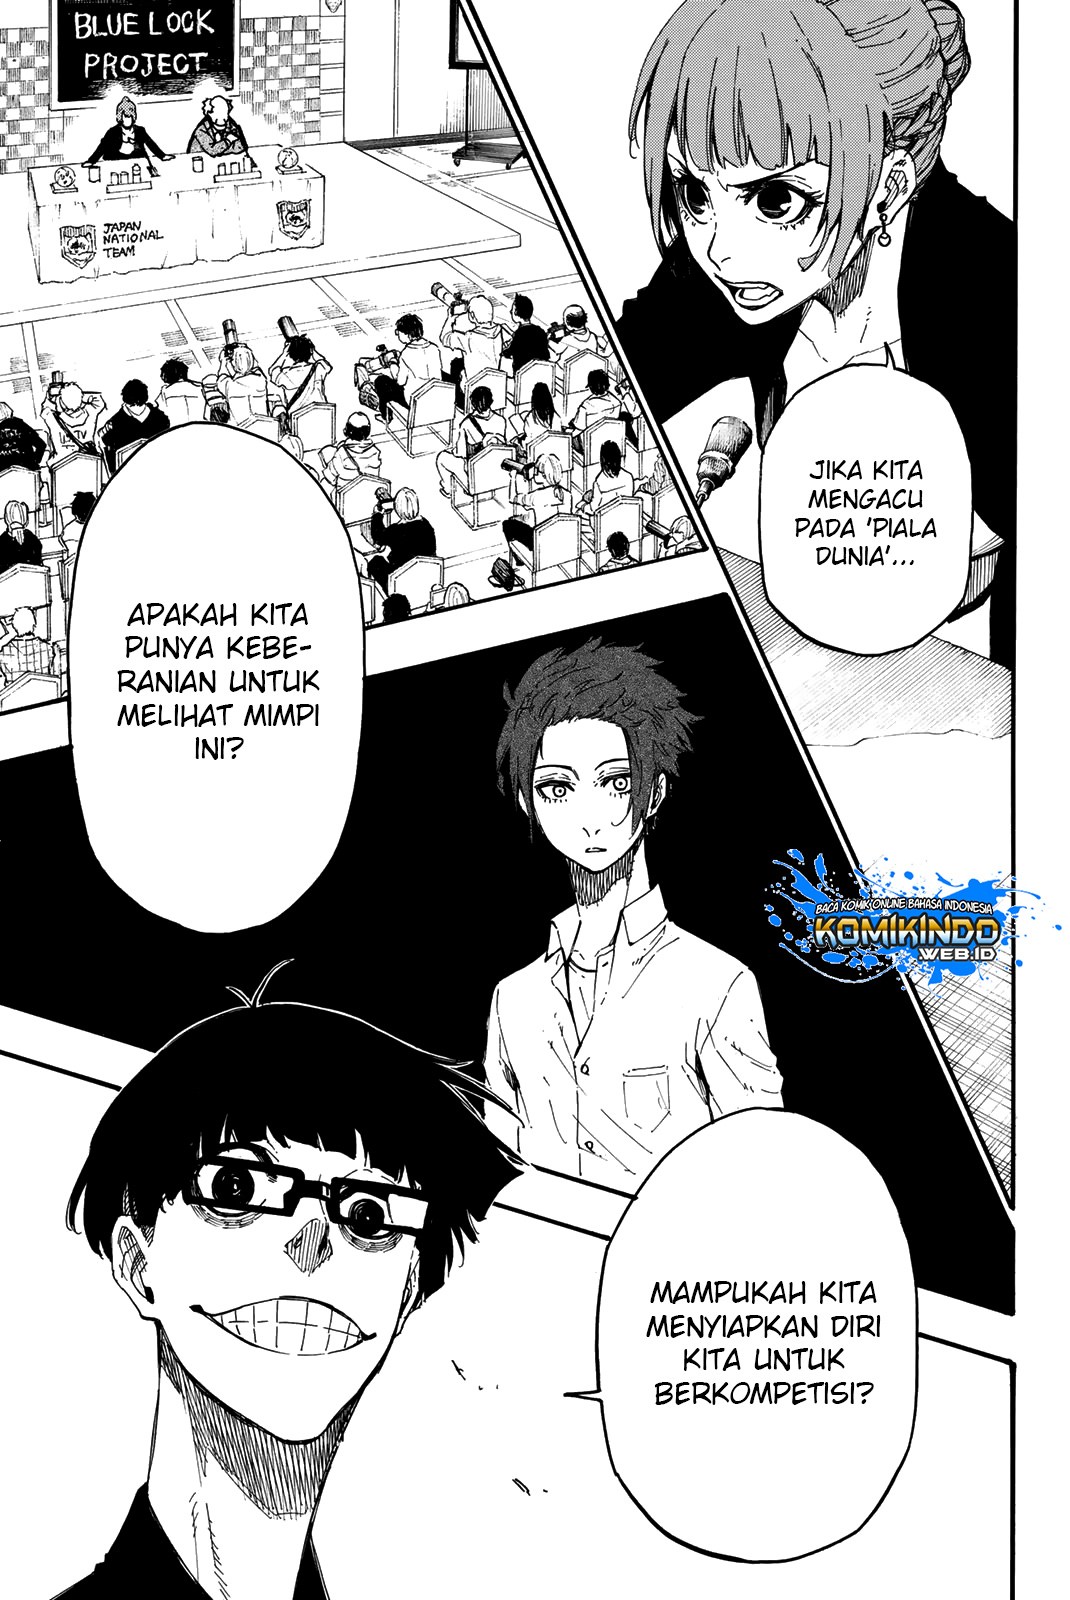 BLUE LOCK
PROJECT
JAPAN
NATIONAL
TEAM
JIKA KITA
MENGACU
PADA 'PIALA
DUNIA'...
APAKAH KITA
PUNYA KEBE-
RANIAN UNTUK
MELIHAT MIMPI
INI?
BACA KOMIK ONLINE BAHASA INDONESIA
KOMIKINDO
WEB.ID
MAMPUKAH KITA
MENYIAPKAN DIRI
KITA UNTUK
BERKOMPETISI?